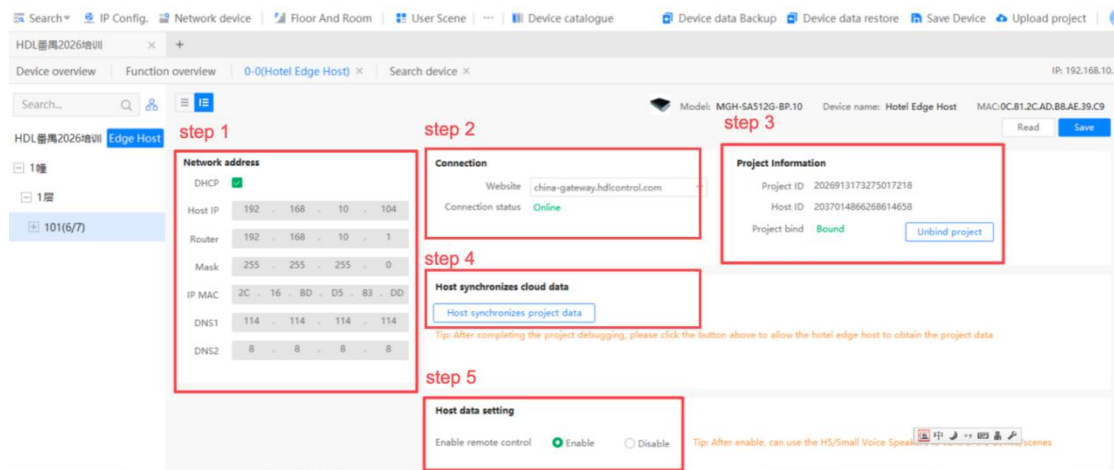 Search IP Config. Network device Floor And Room User Scene ··· Device catalogue Device data Backup Device data restore Save Device Upload project
HDL番禺2026培训 × +
Device overview Function overview 0-0(Hotel Edge Host) × Search device × IP: 192.168.10.
Search...
Model: MGH-SA512G-BP.10 Device name: Hotel Edge Host MAC:0C.81.2C.AD.B8.AE.39.C9
Read Save
HDL番禺2026培训 Edge Host
1幢
1层
101(6/7)
step 1
Network address
DHCP
Host IP 192 . 168 . 10 . 104
Router 192 . 168 . 10 . 1
Mask 255 . 255 . 255 . 0
IP MAC 2C . 16 . BD . D5 . 83 . DD
DNS1 114 . 114 . 114 . 114
DNS2 8 . 8 . 8 . 8
step 2
Connection
Website china-gateway.hdlcontrol.com
Connection status Online
step 3
Project Information
Project ID 2026913173275017218
Host ID 2037014866268614658
Project bind Bound Unbind project
step 4
Host synchronizes cloud data
Host synchronizes project data
Tip: After completing the project debugging, please click the button above to allow the hotel edge host to obtain the project data
step 5
Host data setting
Enable remote control Enable Disable Tip: After enable, can use the H5/Small Voice /scenes
中